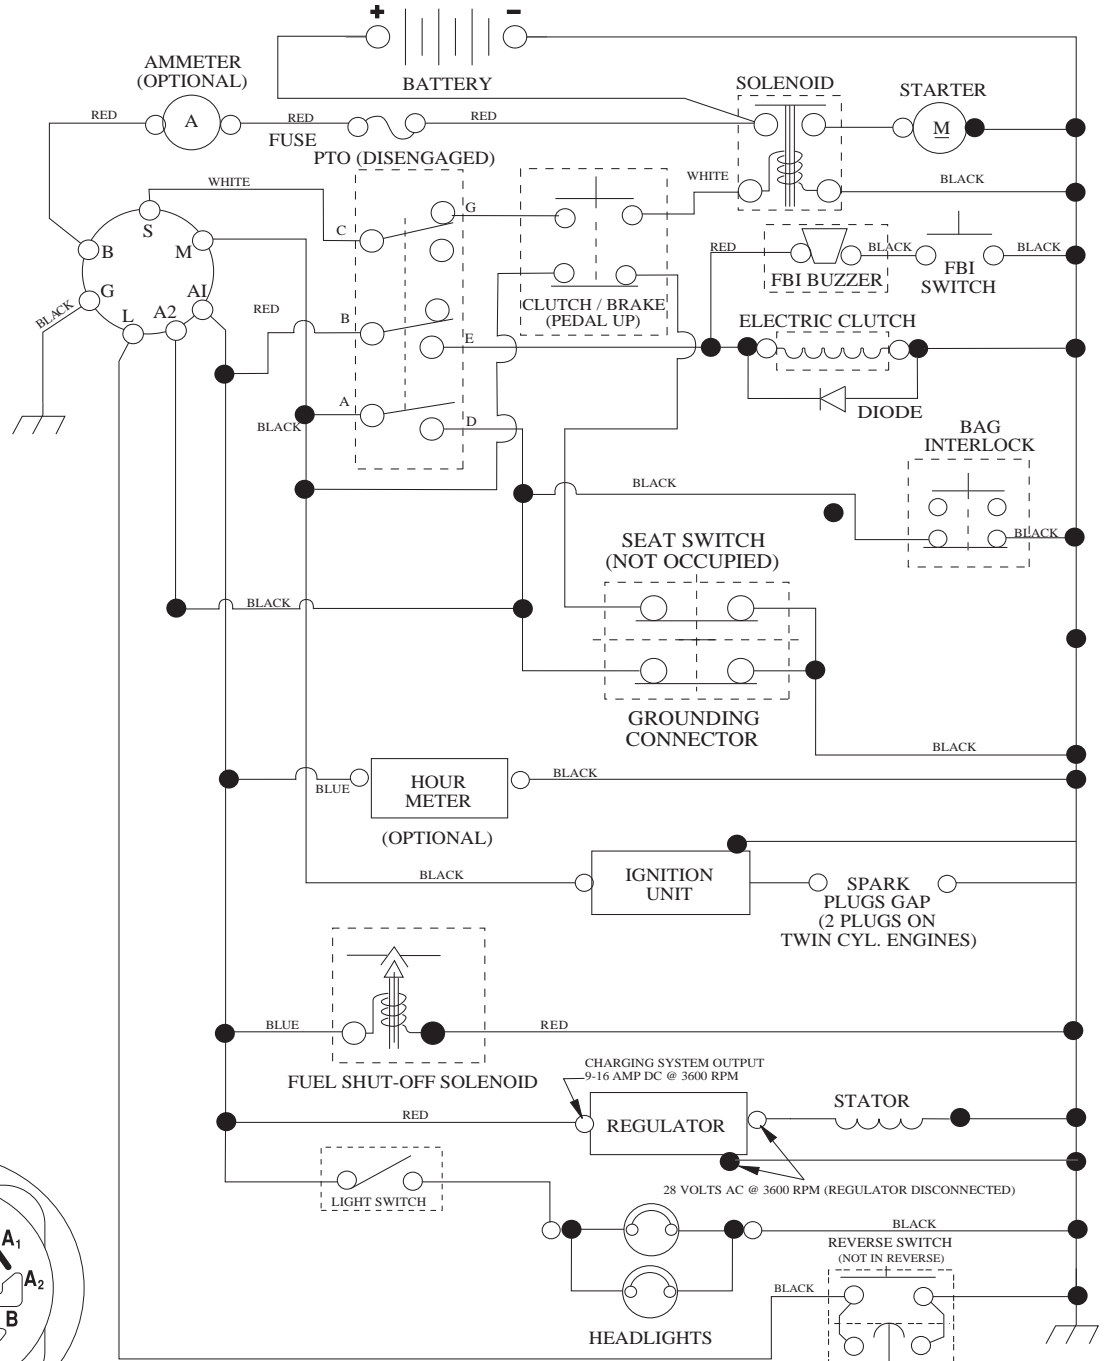 +
−
BATTERY
AMMETER
(OPTIONAL)
A
RED
RED
FUSE
RED
PTO (DISENGAGED)
SOLENOID
STARTER
M
WHITE
WHITE
BLACK
S
B
M
G
L
A2
A1
BLACK
C
G
B
E
A
D
RED
BLACK
CLUTCH / BRAKE
(PEDAL UP)
RED
FBI BUZZER
BLACK
FBI
SWITCH
BLACK
ELECTRIC CLUTCH
DIODE
BAG
INTERLOCK
BLACK
BLACK
SEAT SWITCH
(NOT OCCUPIED)
BLACK
GROUNDING
CONNECTOR
BLACK
BLUE
HOUR
METER
(OPTIONAL)
BLACK
BLACK
IGNITION
UNIT
SPARK
PLUGS GAP
(2 PLUGS ON
TWIN CYL. ENGINES)
BLUE
RED
FUEL SHUT-OFF SOLENOID
CHARGING SYSTEM OUTPUT
9-16 AMP DC @ 3600 RPM
RED
REGULATOR
STATOR
28 VOLTS AC @ 3600 RPM (REGULATOR DISCONNECTED)
LIGHT SWITCH
BLACK
HEADLIGHTS
REVERSE SWITCH
(NOT IN REVERSE)
BLACK
A1
A2
B